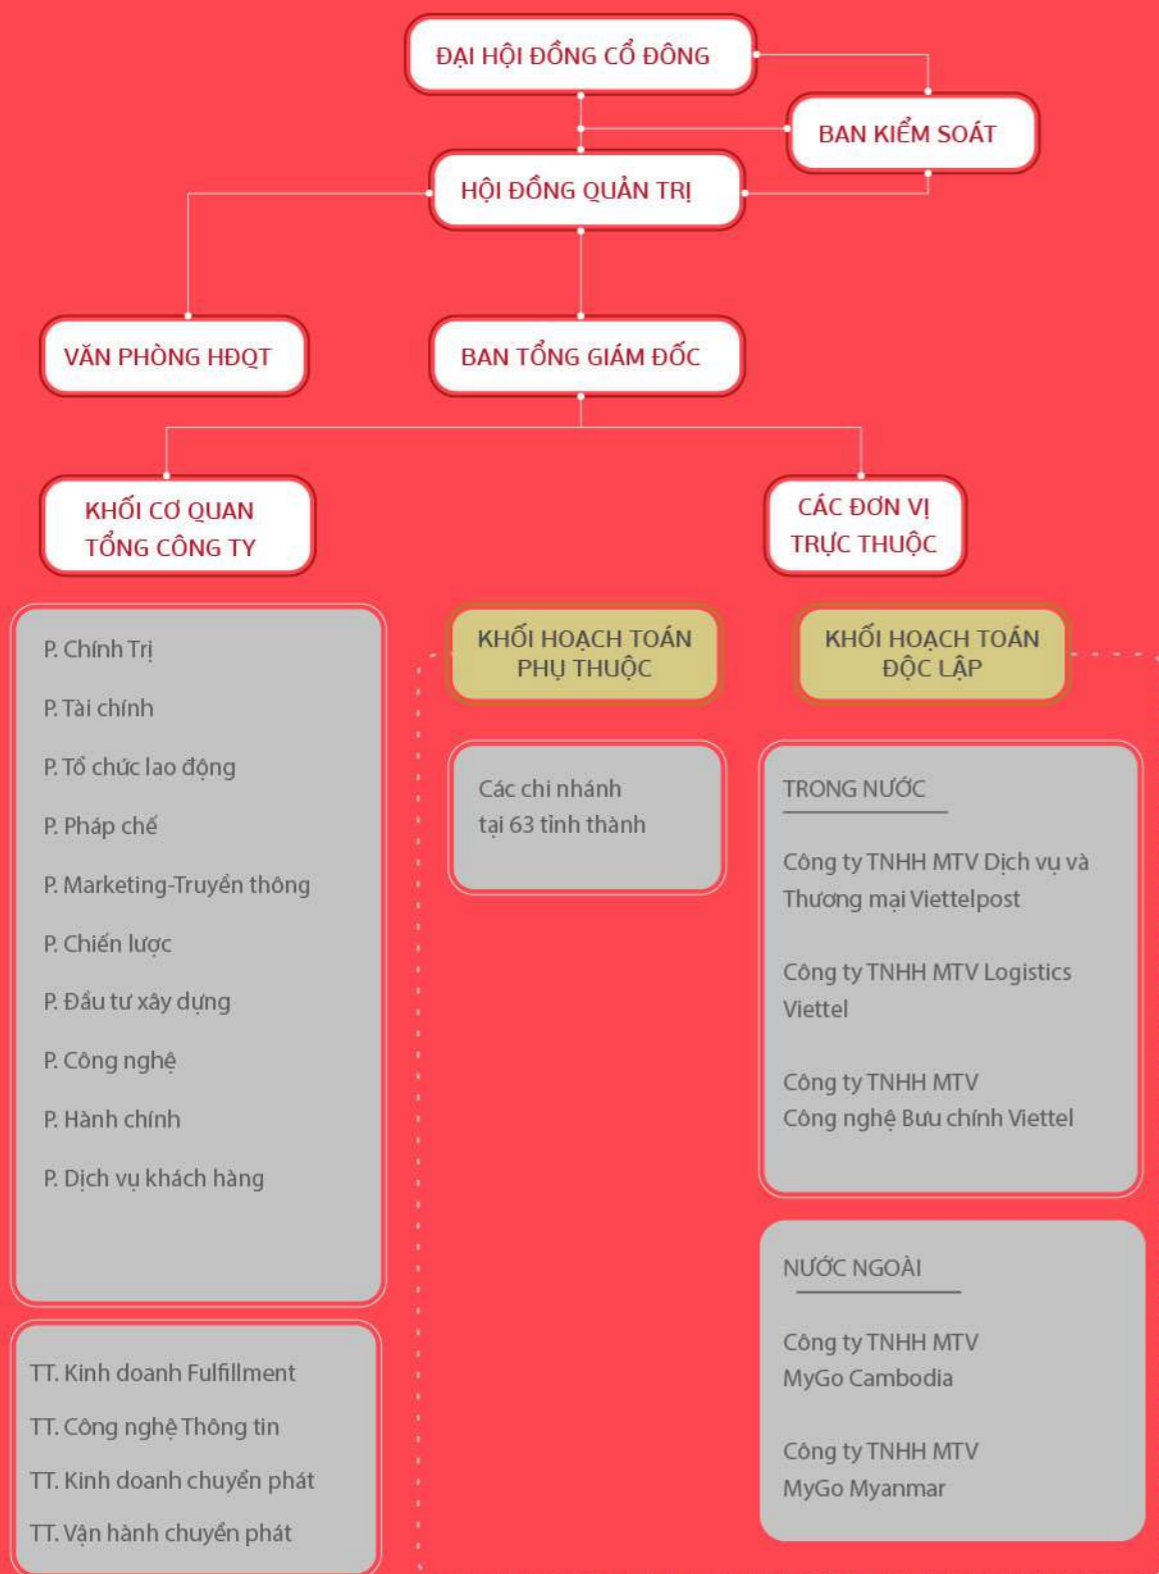 ĐẠI HỘI ĐỒNG CỔ ĐÔNG
BAN KIỂM SOÁT
HỘI ĐỒNG QUẢN TRỊ
VĂN PHÒNG HĐQT
BAN TỔNG GIÁM ĐỐC
KHỐI CƠ QUAN
TỔNG CÔNG TY
CÁC ĐƠN VỊ
TRỰC THUỘC
P. Chính Trị
P. Tài chính
P. Tổ chức lao động
P. Pháp chế
P. Marketing-Truyền thông
P. Chiến lược
P. Đầu tư xây dựng
P. Công nghệ
P. Hành chính
P. Dịch vụ khách hàng
TT. Kinh doanh Fulfillment
TT. Công nghệ Thông tin
TT. Kinh doanh chuyển phát
TT. Vận hành chuyển phát
KHỐI HOẠCH TOÁN
PHỤ THUỘC
Các chi nhánh
tại 63 tỉnh thành
KHỐI HOẠCH TOÁN
ĐỘC LẬP
TRONG NƯỚC
Công ty TNHH MTV Dịch vụ và
Thương mại Viettelpost
Công ty TNHH MTV Logistics
Viettel
Công ty TNHH MTV
Công nghệ Bưu chính Viettel
NƯỚC NGOÀI
Công ty TNHH MTV
MyGo Cambodia
Công ty TNHH MTV
MyGo Myanmar